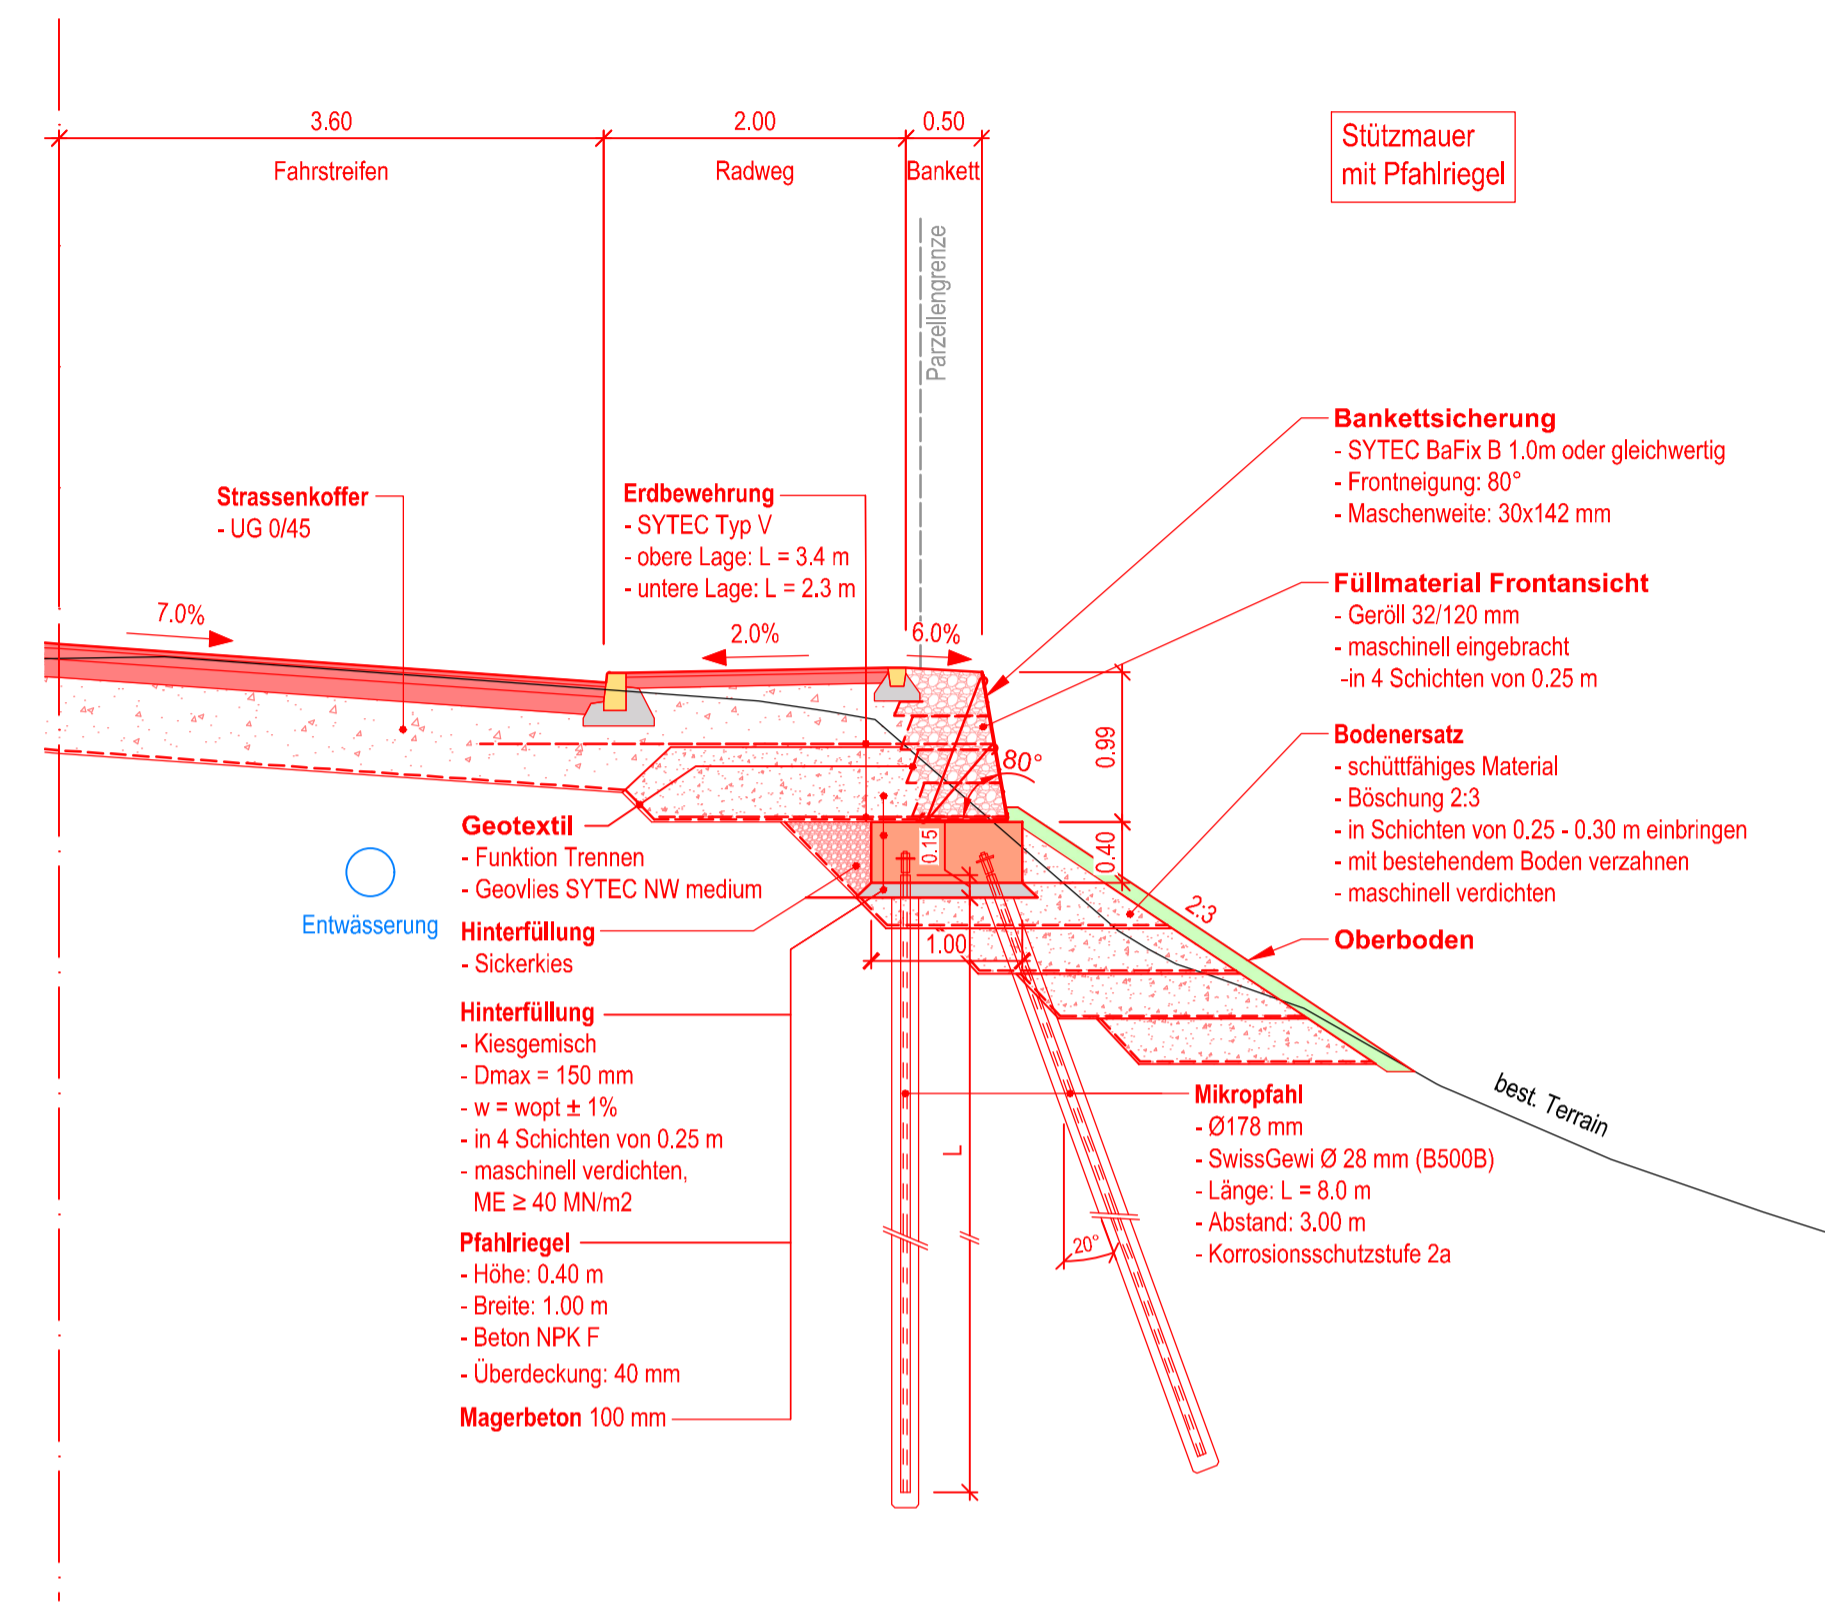 3.60
2.00
0.50
Fahrstreifen
Radweg
Bankett
Stützmauer
mit Pfahlriegel
Parzellengrenze
Bankettsicherung
- SYTEC BaFix B 1.0m oder gleichwertig
- Frontneigung: 80°
- Maschenweite: 30x142 mm
Strassenkoffer
- UG 0/45
Erdbewehrung
- SYTEC Typ V
- obere Lage: L = 3.4 m
- untere Lage: L = 2.3 m
Füllmaterial Frontansicht
- Geröll 32/120 mm
- maschinell eingebracht
-in 4 Schichten von 0.25 m
7.0%
2.0%
6.0%
Bodenersatz
- schüttfähiges Material
- Böschung 2:3
- in Schichten von 0.25 - 0.30 m einbringen
- mit bestehendem Boden verzahnen
- maschinell verdichten
80°
0.99
0.40
0.15
Geotextil
- Funktion Trennen
- Geovlies SYTEC NW medium
Entwässerung
2:3
Oberboden
1.00
Hinterfüllung
- Sickerkies
Hinterfüllung
- Kiesgemisch
- Dmax = 150 mm
- w = wopt ± 1%
- in 4 Schichten von 0.25 m
- maschinell verdichten,
ME ≥ 40 MN/m2
L
Mikropfahl
- Ø178 mm
- SwissGewi Ø 28 mm (B500B)
- Länge: L = 8.0 m
- Abstand: 3.00 m
- Korrosionsschutzstufe 2a
best. Terrain
20°
Pfahlriegel
- Höhe: 0.40 m
- Breite: 1.00 m
- Beton NPK F
- Überdeckung: 40 mm
Magerbeton 100 mm